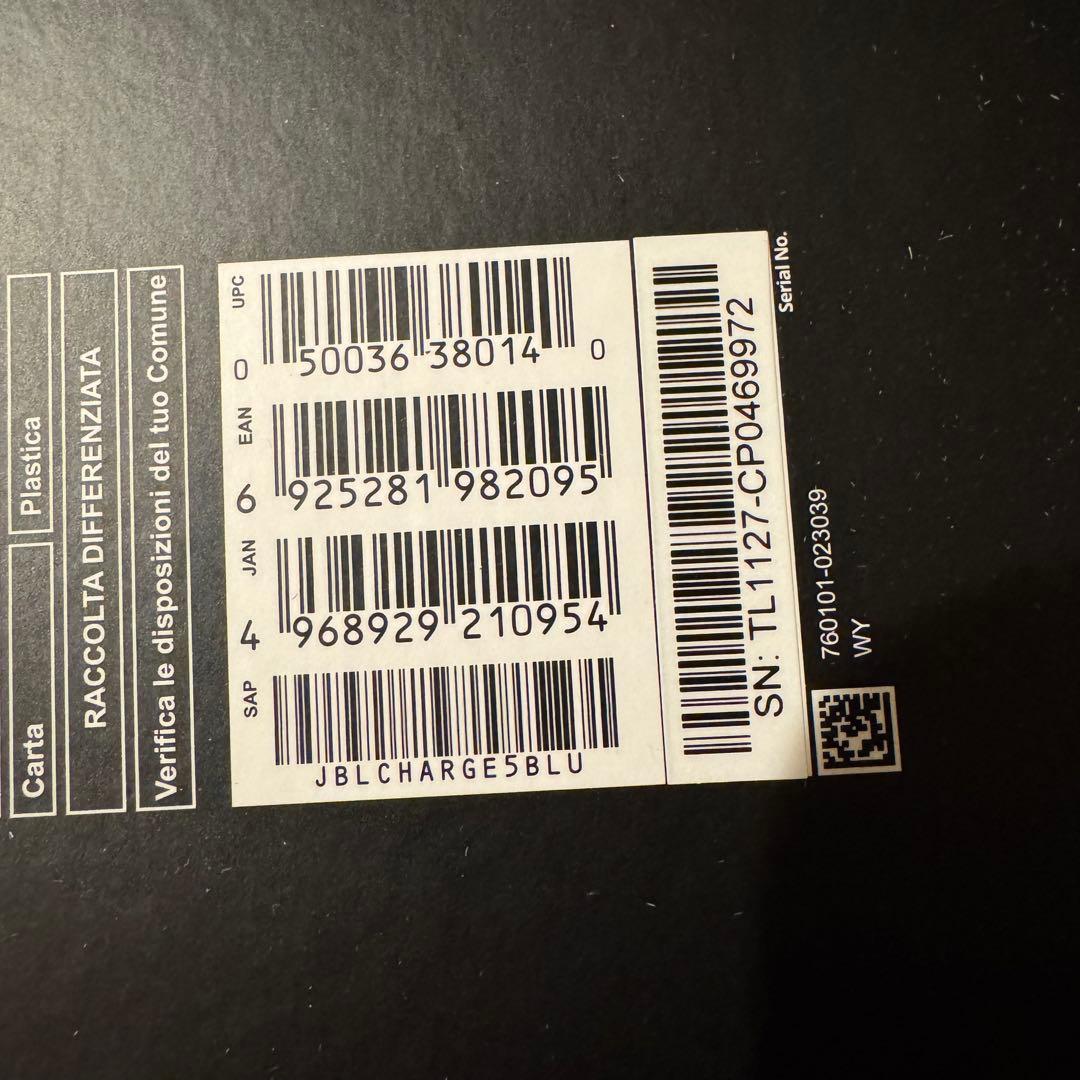 Carta
Plastica
RACCOLTA DIFFERENZIATA
Verifica le disposizioni del tuo Comune
UPC
0 50036 38014 0
EAN
6 925281 982095
JAN
4 968929 210954
SAP
JBLCHARGE5BLU
SN: TL1127-CP0469972
Serial No.
760101-023039
WY